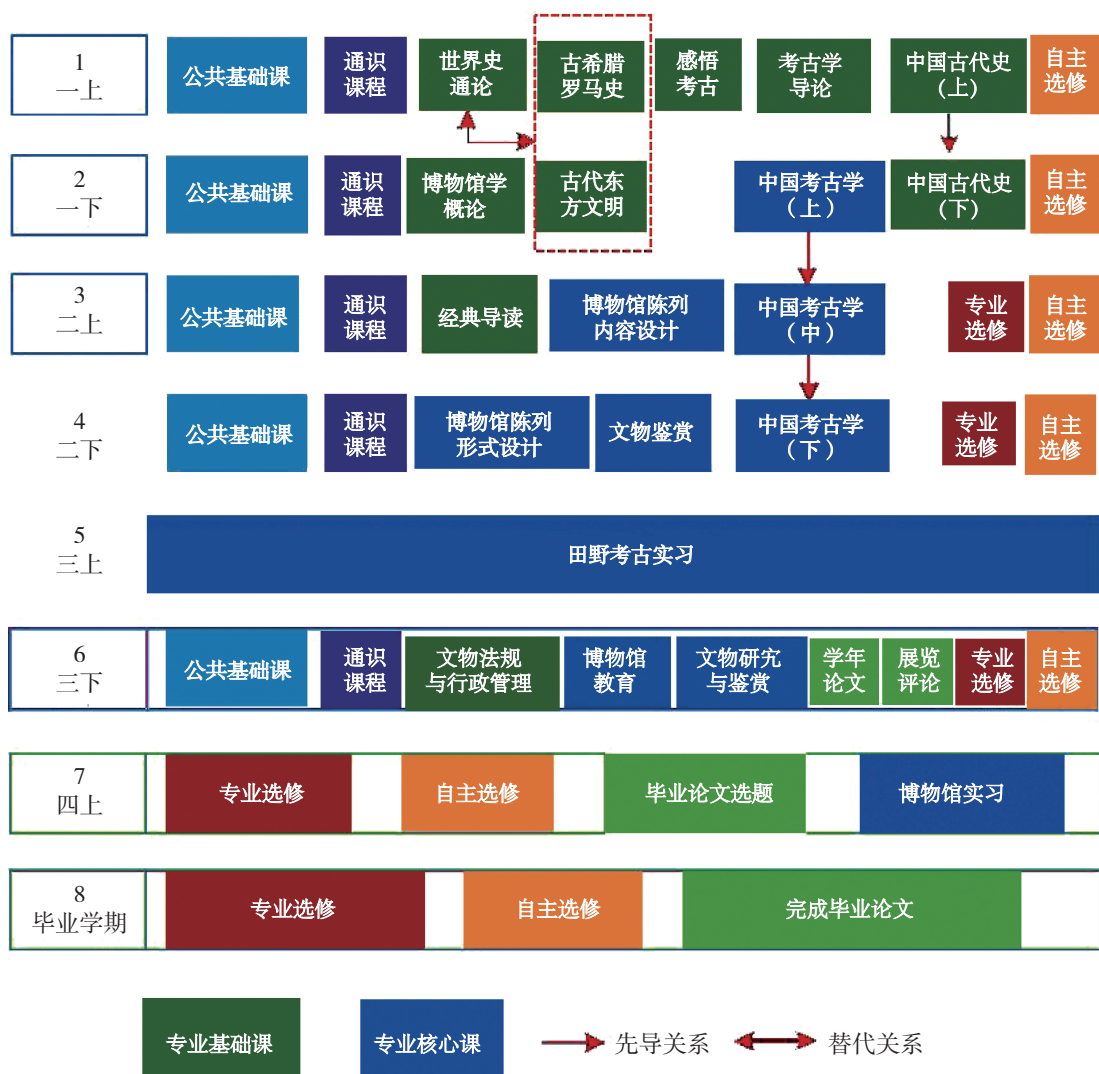 1
一上
公共基础课
通识
课程
世界史
通论
古希腊
罗马史
感悟
考古
考古学
导论
中国古代史
(上)
自主
选修
2
一下
公共基础课
通识
课程
博物馆学
概论
古代东
方文明
中国考古学
（上）
中国古代史
(下)
自主
选修
3
二上
公共基础课
通识
课程
经典导读
博物馆陈列
内容设计
中国考古学
（中）
专业
选修
自主
选修
4
二下
公共基础课
通识
课程
博物馆陈列
形式设计
文物鉴赏
中国考古学
（下）
专业
选修
自主
选修
5
三上
田野考古实习
6
三下
公共基础课
通识
课程
文物法规
与行政管理
博物馆
教育
文物研究
与鉴赏
学年
论文
展览
评论
专业
选修
自主
选修
7
四上
专业选修
自主选修
毕业论文选题
博物馆实习
8
毕业学期
专业选修
自主选修
完成毕业论文
专业基础课
专业核心课
先导关系
替代关系